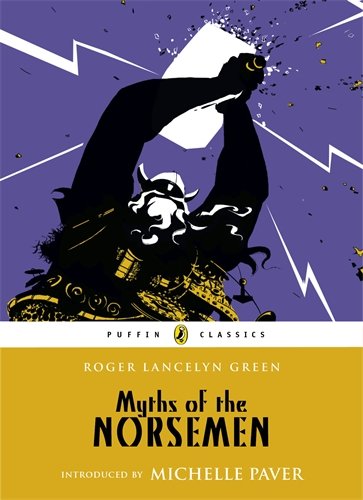 PUFFIN CLASSICS
ROGER LANCELYN GREEN
Myths of the
NORSEMEN
INTRODUCED BY MICHELLE PAVER